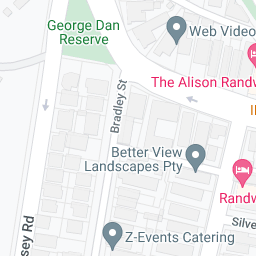 George Dan
Reserve
Web Video
The Alison Randw
Bradley St
Better View
Landscapes Pty
Randw
Silve
sey Rd
Z-Events Catering